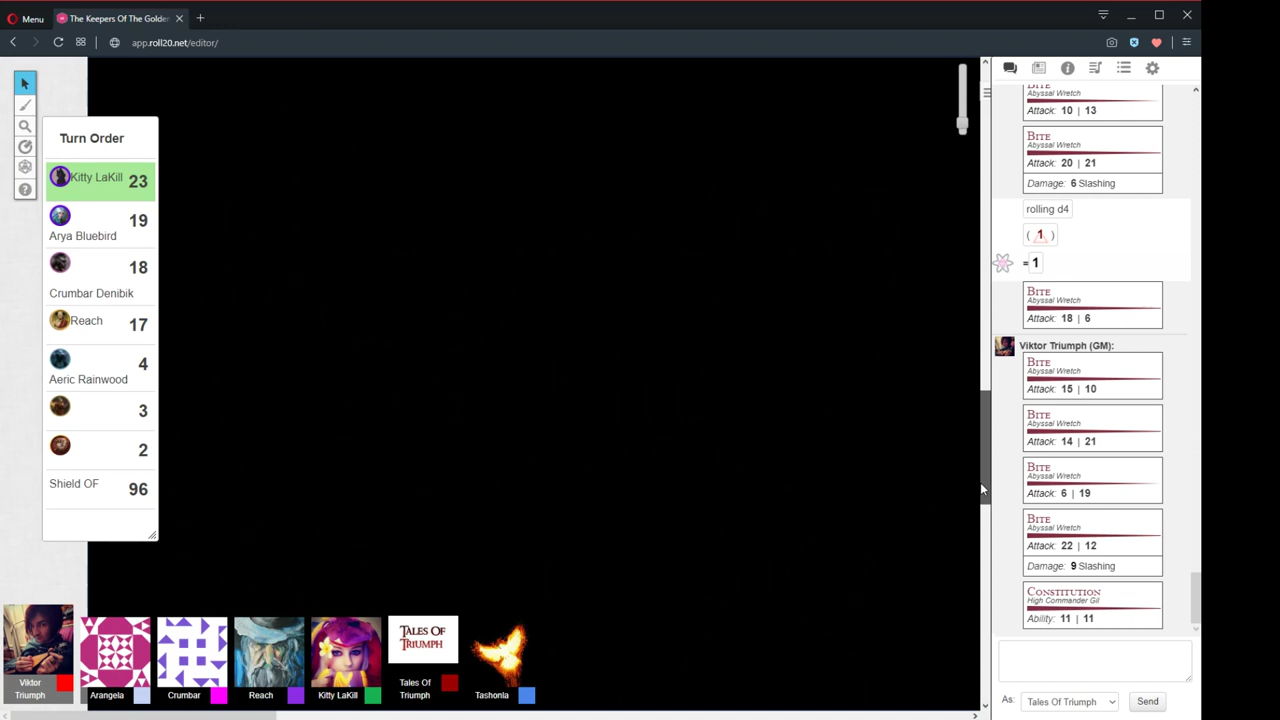 Menu
The Keepers Of The Golder
app.roll20.net/editor/
Turn Order
Kitty LaKill 23
19
Arya Bluebird
18
Crumbar Denibik
Reach 17
4
Aeric Rainwood
3
2
Shield OF 96
Viktor Triumph
Arangela
Crumbar
Reach
Kitty LaKill
TALES OF TRIUMPH
Tales Of Triumph
Tashonia
BITE
Abyssal Wretch
Attack: 10 | 13
BITE
Abyssal Wretch
Attack: 20 | 21
Damage: 6 Slashing
rolling d4
( 1 )
= 1
BITE
Abyssal Wretch
Attack: 18 | 6
Viktor Triumph (GM):
BITE
Abyssal Wretch
Attack: 15 | 10
BITE
Abyssal Wretch
Attack: 14 | 21
BITE
Abyssal Wretch
Attack: 6 | 19
BITE
Abyssal Wretch
Attack: 22 | 12
Damage: 9 Slashing
CONSTITUTION
High Commander Gil
Ability: 11 | 11
As: Tales Of Triumph
Send